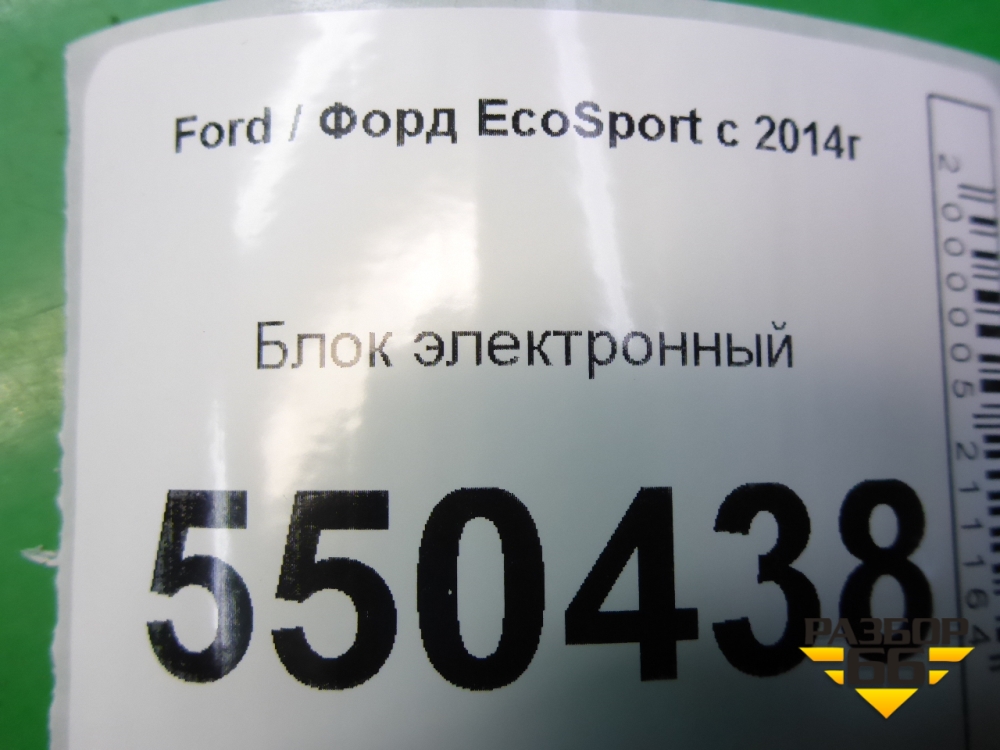 Ford / Форд EcoSport с 2014г
Блок электронный
550438
2000005211164
РАЗБОР
66